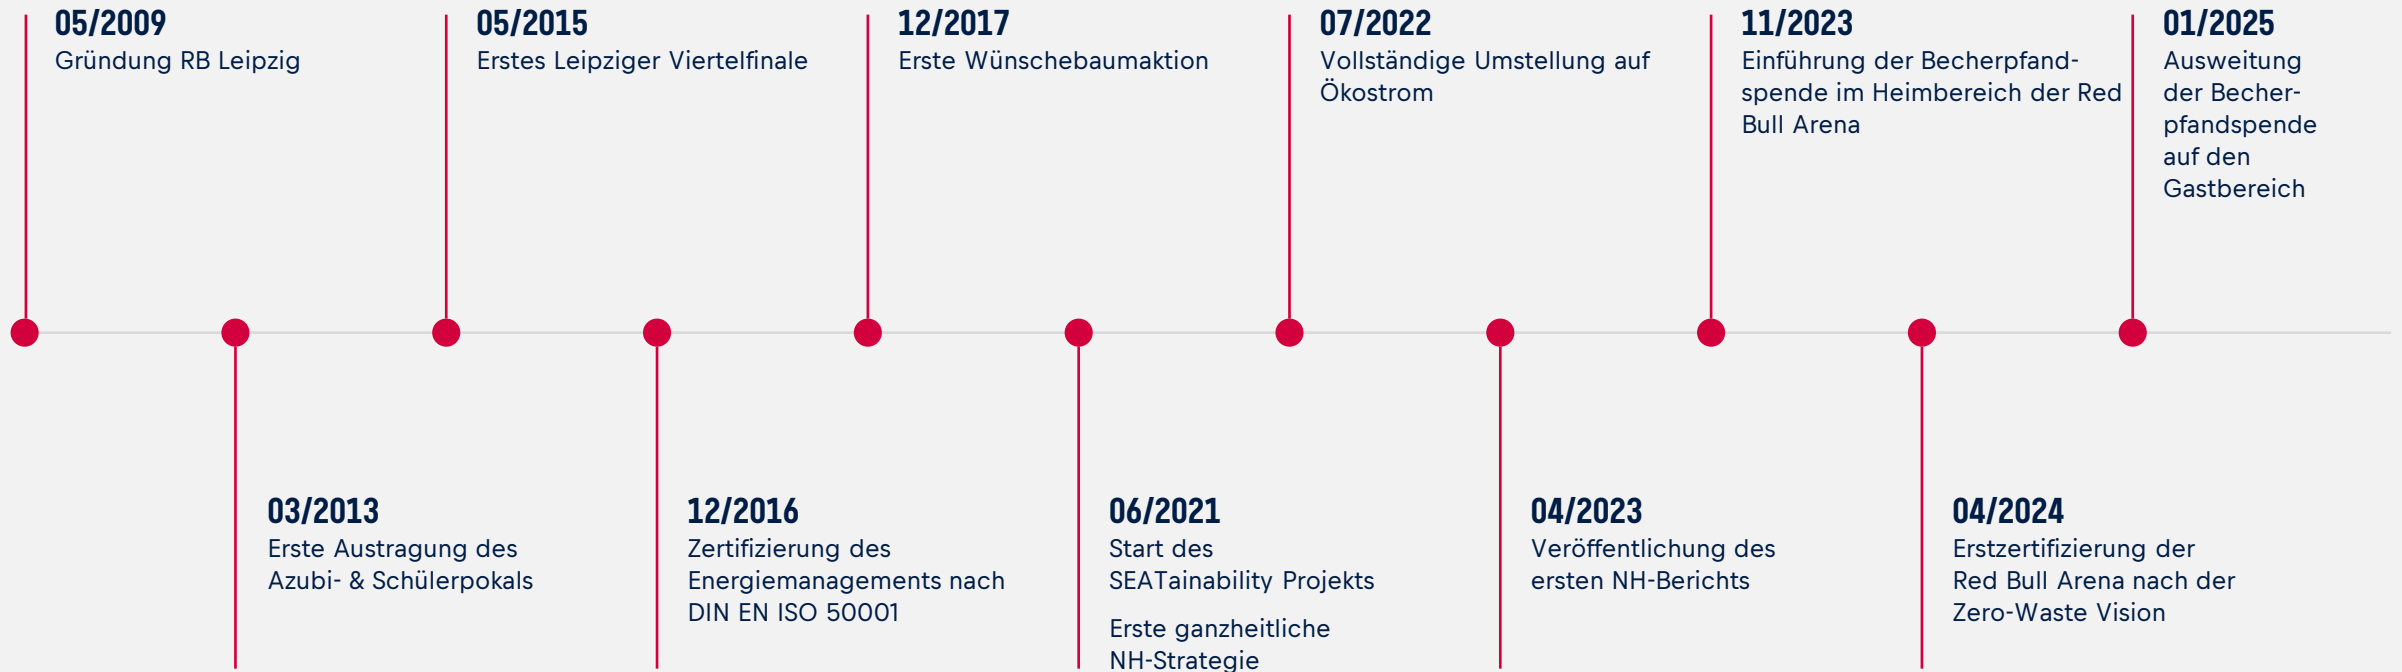 05/2009
Gründung RB Leipzig
05/2015
Erstes Leipziger Viertelfinale
12/2017
Erste Wünschebaumaktion
07/2022
Vollständige Umstellung auf
Ökostrom
11/2023
Einführung der Becherpfand-
spende im Heimbereich der Red
Bull Arena
01/2025
Ausweitung
der Becher-
pfandspende
auf den
Gastbereich
03/2013
Erste Austragung des
Azubi- & Schülerpokals
12/2016
Zertifizierung des
Energiemanagements nach
DIN EN ISO 50001
06/2021
Start des
SEATainability Projekts
Erste ganzheitliche
NH-Strategie
04/2023
Veröffentlichung des
ersten NH-Berichts
04/2024
Erstzertifizierung der
Red Bull Arena nach der
Zero-Waste Vision